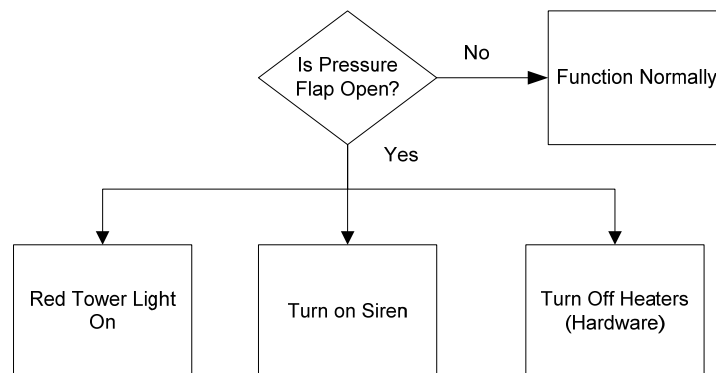 Is Pressure
Flap Open?
No
Function Normally
Yes
Red Tower Light
On
Turn on Siren
Turn Off Heaters
(Hardware)